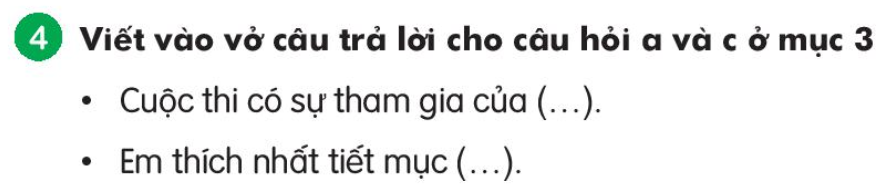 4 Viết vào vở câu trả lời cho câu hỏi a và c ở mục 3
• Cuộc thi có sự tham gia của (...).
• Em thích nhất tiết mục (...).